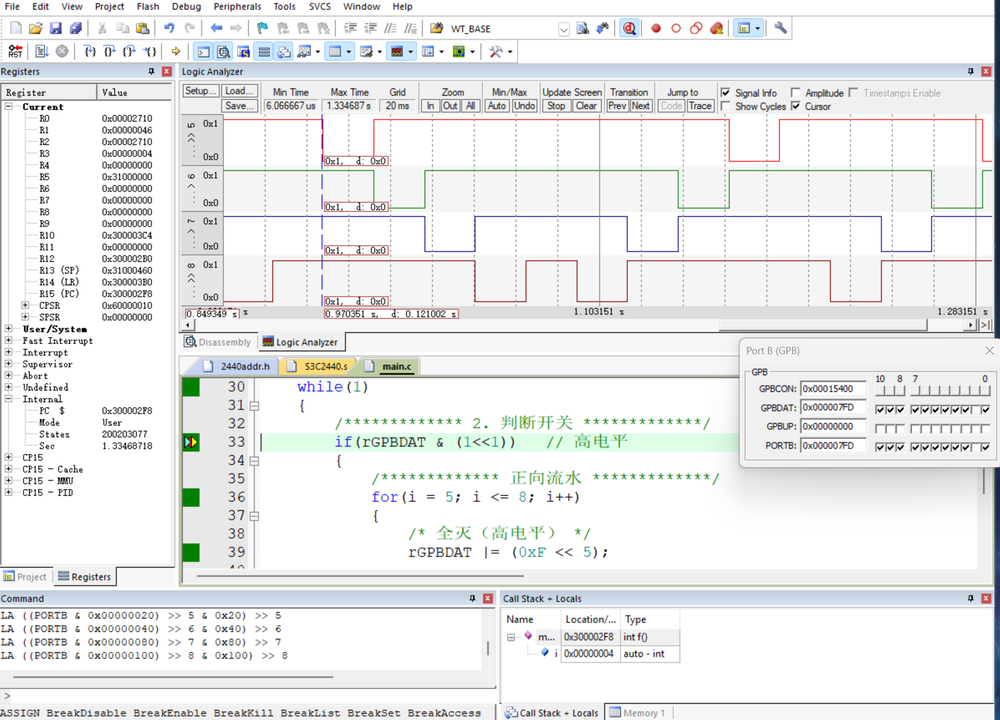 File Edit View Project Flash Debug Peripherals Tools SVCS Window Help
WT_BASE
RST
Registers
Register Value
Current
R0 0x00002710
R1 0x00000046
R2 0x00002710
R3 0x00000004
R4 0x00000000
R5 0x31000000
R6 0x00000000
R7 0x00000000
R8 0x00000000
R9 0x00000000
R10 0x300003C4
R11 0x00000000
R12 0x300002B0
R13 (SP) 0x31000460
R14 (LR) 0x300003B0
R15 (PC) 0x300002F8
CPSR 0x60000010
SPSR 0x00000000
User/System
Fast Interrupt
Interrupt
Supervisor
Abort
Undefined
Internal
PC $ 0x300002F8
Mode User
States 200203077
Sec 1.33468718
CP15
CP15 - Cache
CP15 - MMU
CP15 - PID
Project Registers
Logic Analyzer
Setup... Load... Min Time Max Time Grid Zoom Min/Max Update Screen Transition Jump to Signal Info Amplitude Timestamps Enable
Save... 6.066667 us 1.334687 s 20 ms In Out All Auto Undo Stop Clear Prev Next Code Trace Show Cycles Cursor
5 0x1
0x0
0x1, d: 0x0
6 0x1
0x0
0x1, d: 0x0
7 0x1
0x0
0x1, d: 0x0
8 0x1
0x0
0x1, d: 0x0
0.849349 s s 0.970351 s, d: 0.121002 s 1.103151 s 1.283151 s
Disassembly Logic Analyzer
2440addr.h S3C2440.s main.c
30 while(1)
31 {
32 /************* 2. 判断开关 *************/
33 if(rGPBDAT & (1<<1)) // 高电平
34 {
35 /************* 正向流水 *************/
36 for(i = 5; i <= 8; i++)
37 {
38 /* 全灭（高电平） */
39 rGPBDAT |= (0xF << 5);
Port B (GPB)
GPB
10 8 7 0
GPBCON: 0x00015400
GPBDAT: 0x000007FD
GPBUP: 0x00000000
PORTB: 0x000007FD
Command
LA ((PORTB & 0x00000020) >> 5 & 0x20) >> 5
LA ((PORTB & 0x00000040) >> 6 & 0x40) >> 6
LA ((PORTB & 0x00000080) >> 7 & 0x80) >> 7
LA ((PORTB & 0x00000100) >> 8 & 0x100) >> 8
>
ASSIGN BreakDisable BreakEnable BreakKill BreakList BreakSet BreakAccess
Call Stack + Locals
Name Location/... Type
m... 0x300002F8 int f()
i 0x00000004 auto - int
Call Stack + Locals Memory 1